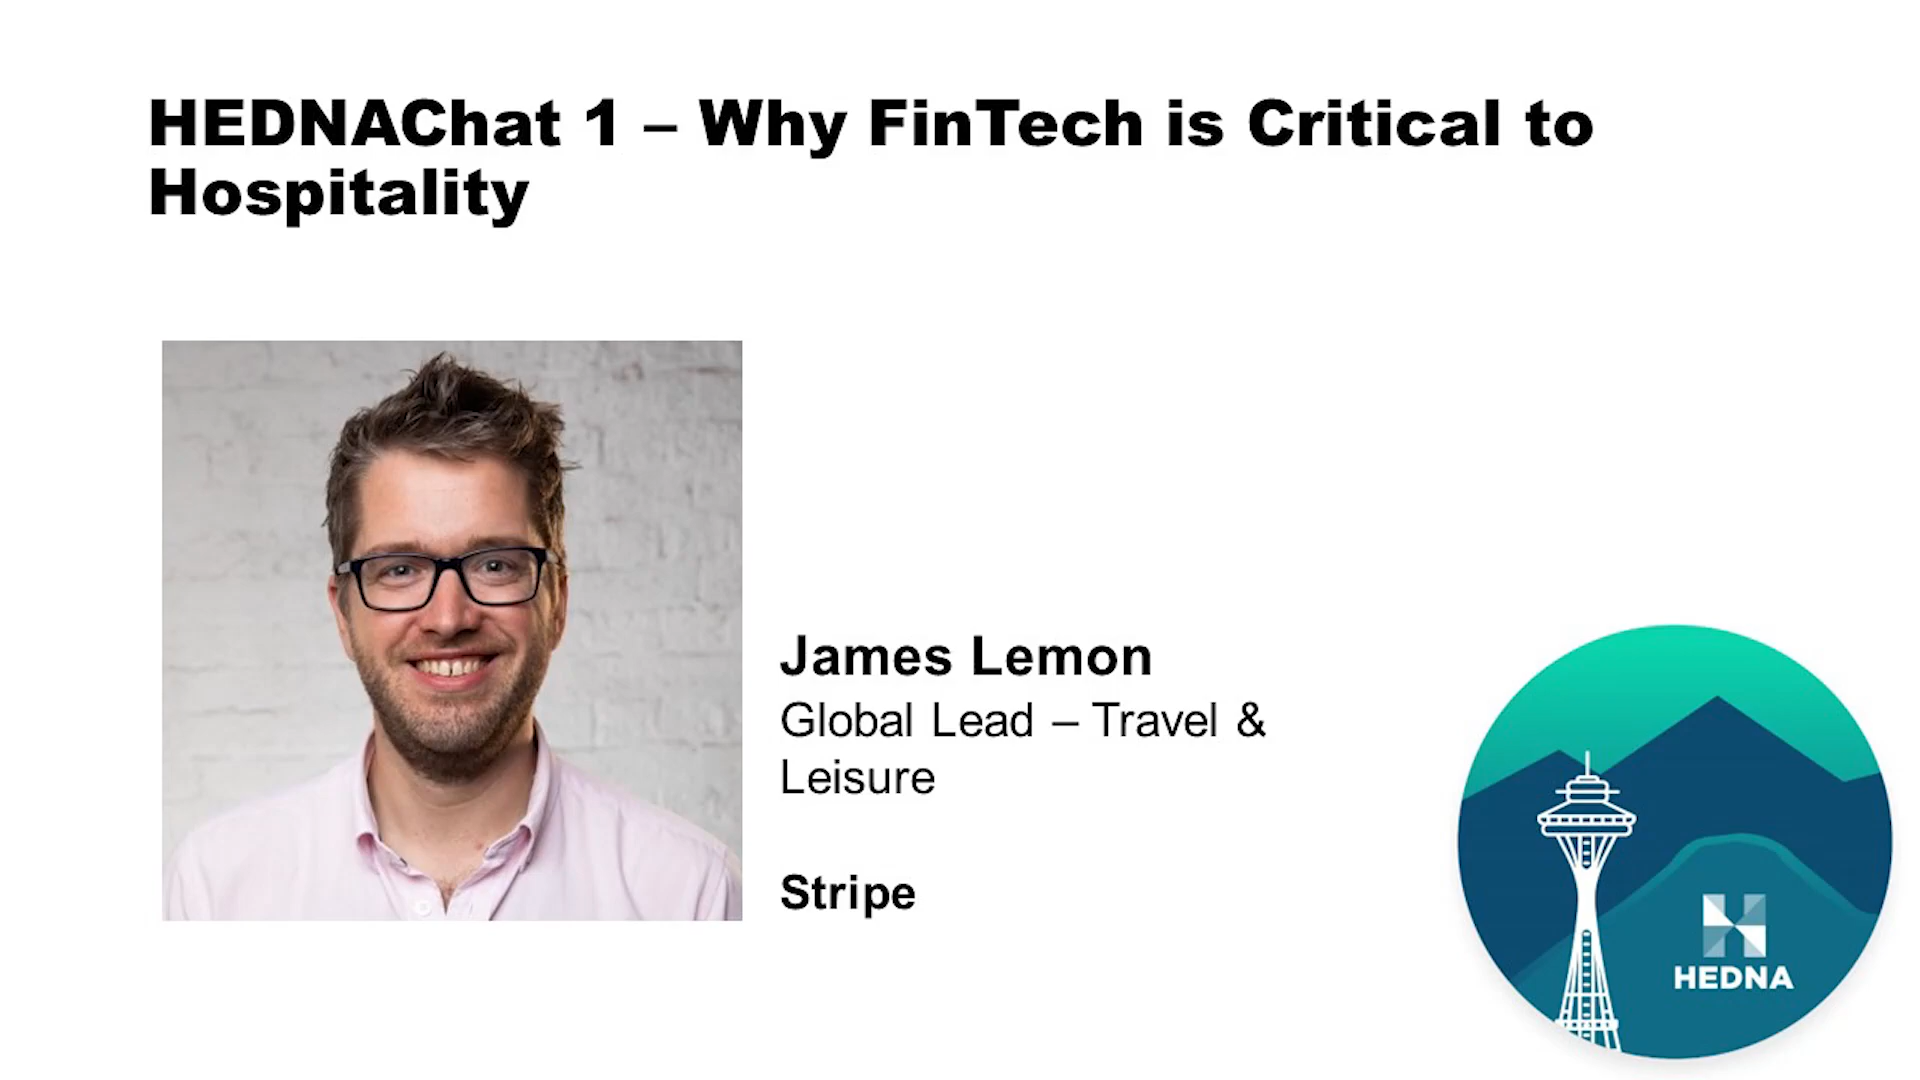 HEDNAChat 1 – Why FinTech is Critical to
Hospitality
James Lemon
Global Lead – Travel &
Leisure
Stripe
HEDNA